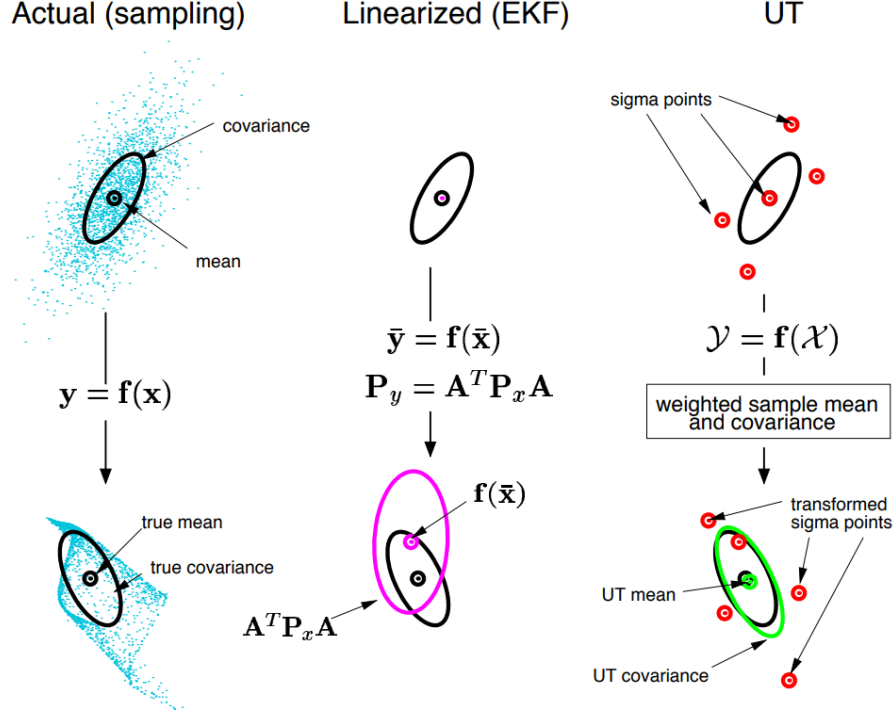 Actual (sampling)
Linearized (EKF)
UT
covariance
mean
sigma points
y = f(x)
ȳ = f(x̄)
P_y = A^T P_x A
𝒴 = f(𝒳)
weighted sample mean
and covariance
true mean
true covariance
f(x̄)
A^T P_x A
transformed
sigma points
UT mean
UT covariance